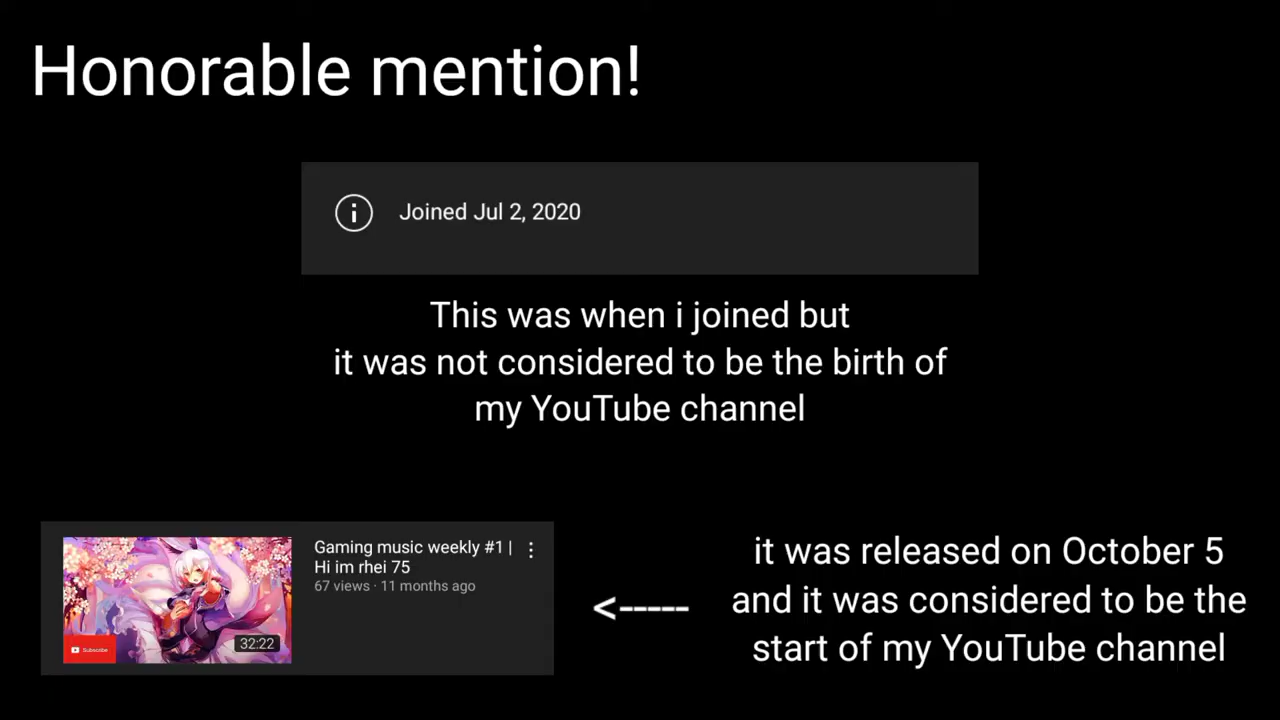 Honorable mention!
Joined Jul 2, 2020
This was when i joined but
it was not considered to be the birth of
my YouTube channel
Gaming music weekly #1 |
Hi im rhei 75
67 views · 11 months ago
Subscribe
32:22
<-----
it was released on October 5
and it was considered to be the
start of my YouTube channel